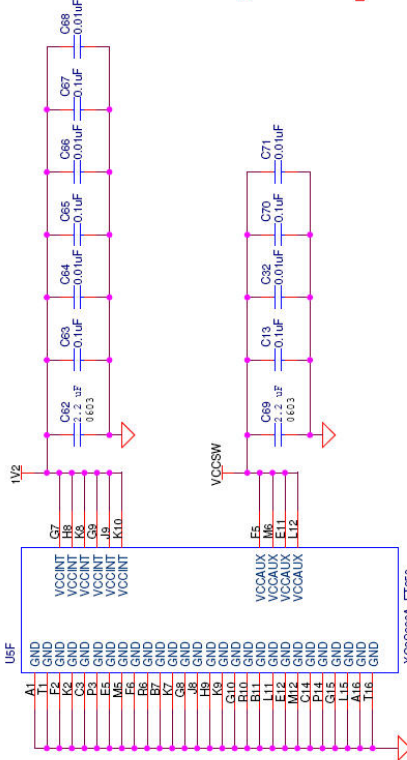 U5F
A1 GND
T1 GND
F2 GND
K2 GND
C3 GND
P3 GND
E5 GND
M5 GND
F6 GND
R6 GND
B7 GND
K7 GND
G8 GND
J8 GND
H9 GND
K9 GND
G10 GND
R10 GND
B11 GND
L11 GND
E12 GND
M12 GND
C14 GND
P14 GND
G15 GND
L15 GND
A16 GND
T16 GND
VCCINT G7
VCCINT H8
VCCINT K8
VCCINT G9
VCCINT J9
VCCINT K10
VCCAUX F5
VCCAUX M6
VCCAUX E11
VCCAUX L12
1V2
C62
2.2 uF
0603
C63
0.1uF
C64
0.01uF
C65
0.1uF
C66
0.01uF
C67
0.1uF
C68
0.01uF
VCCSW
C69
2.2 uF
0603
C13
0.1uF
C32
0.01uF
C70
0.1uF
C71
0.01uF